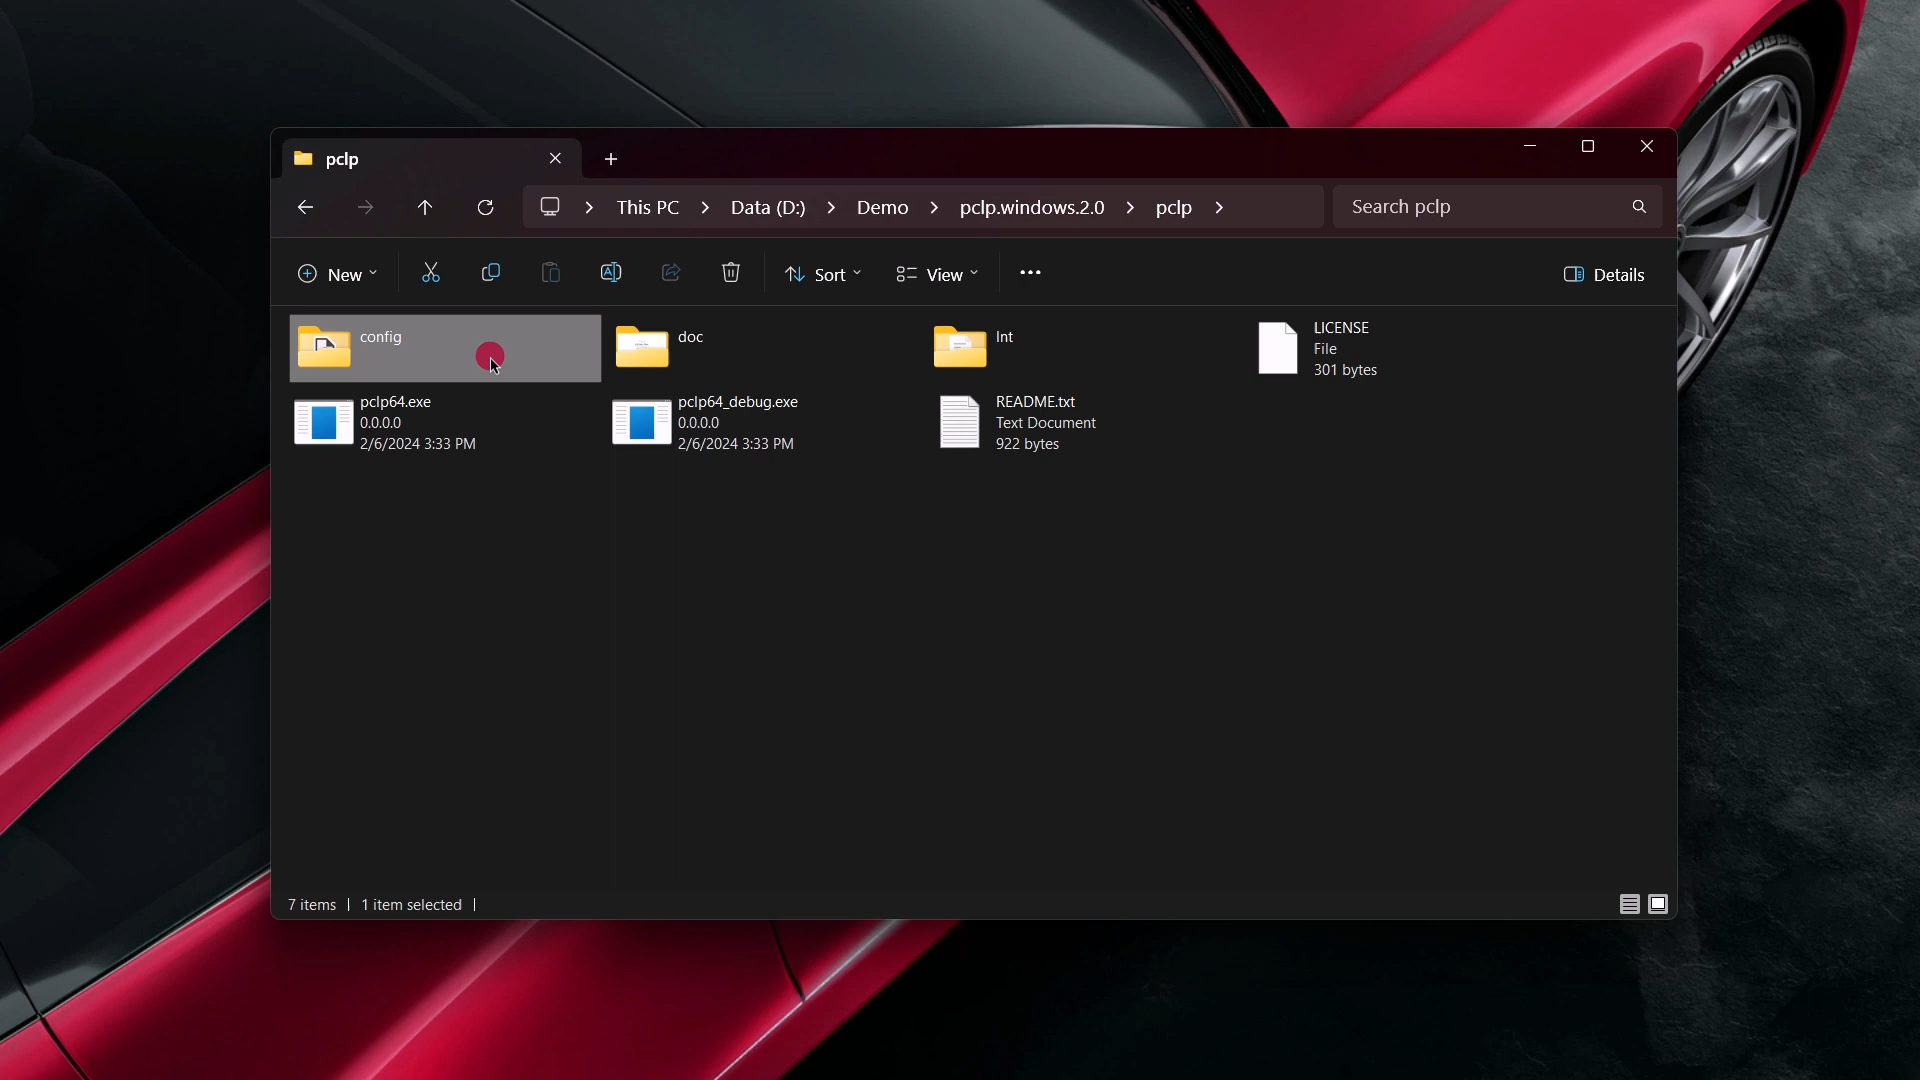 pclp
This PC
Data (D:)
Demo
pclp.windows.2.0
pclp
Search pclp
New
Sort
View
Details
config
doc
lnt
LICENSE
File
301 bytes
pclp64.exe
0.0.0.0
2/6/2024 3:33 PM
pclp64_debug.exe
0.0.0.0
2/6/2024 3:33 PM
README.txt
Text Document
922 bytes
7 items
1 item selected